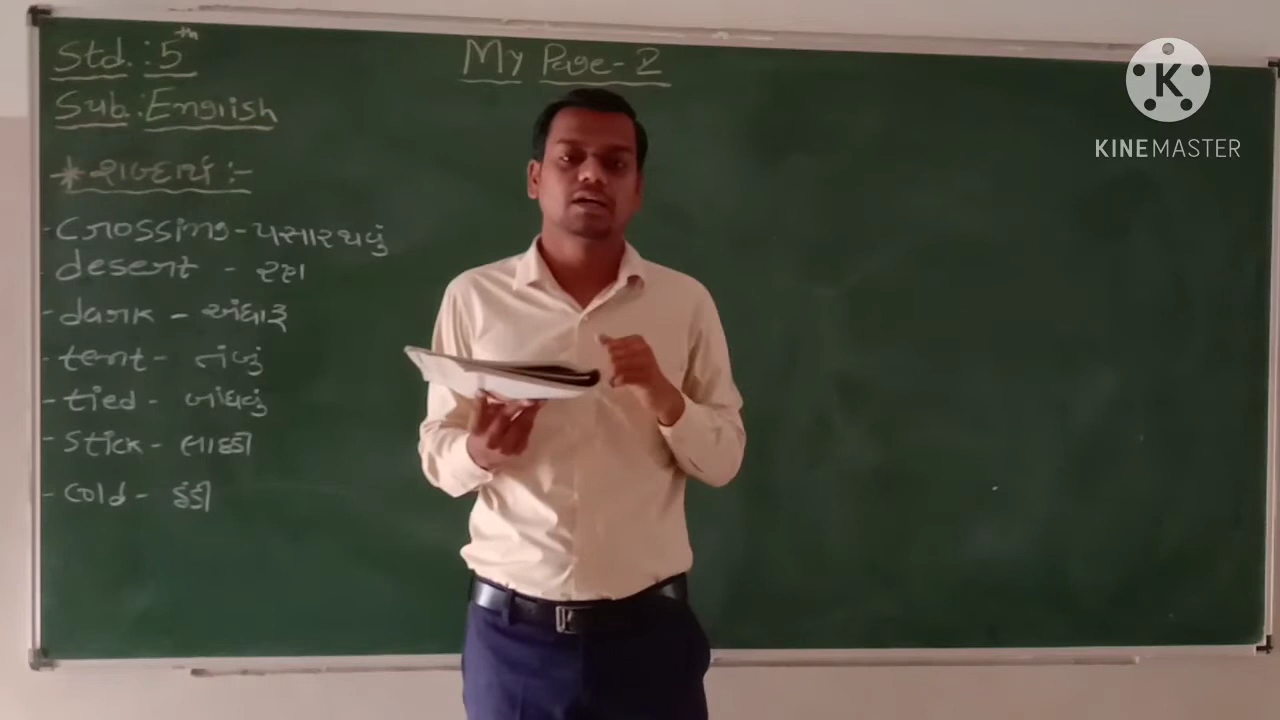 Std. : 5th
My Page - 2
Sub. : English
* શબ્દાર્થ :-
- Crossing - પસાર થવું
- desert - રણ
- dark - અંધારૂ
- tent - તંબું
- tied - બાંધવું
- Stick - લાકડી
- Cold - ઠંડી
K
KINEMASTER